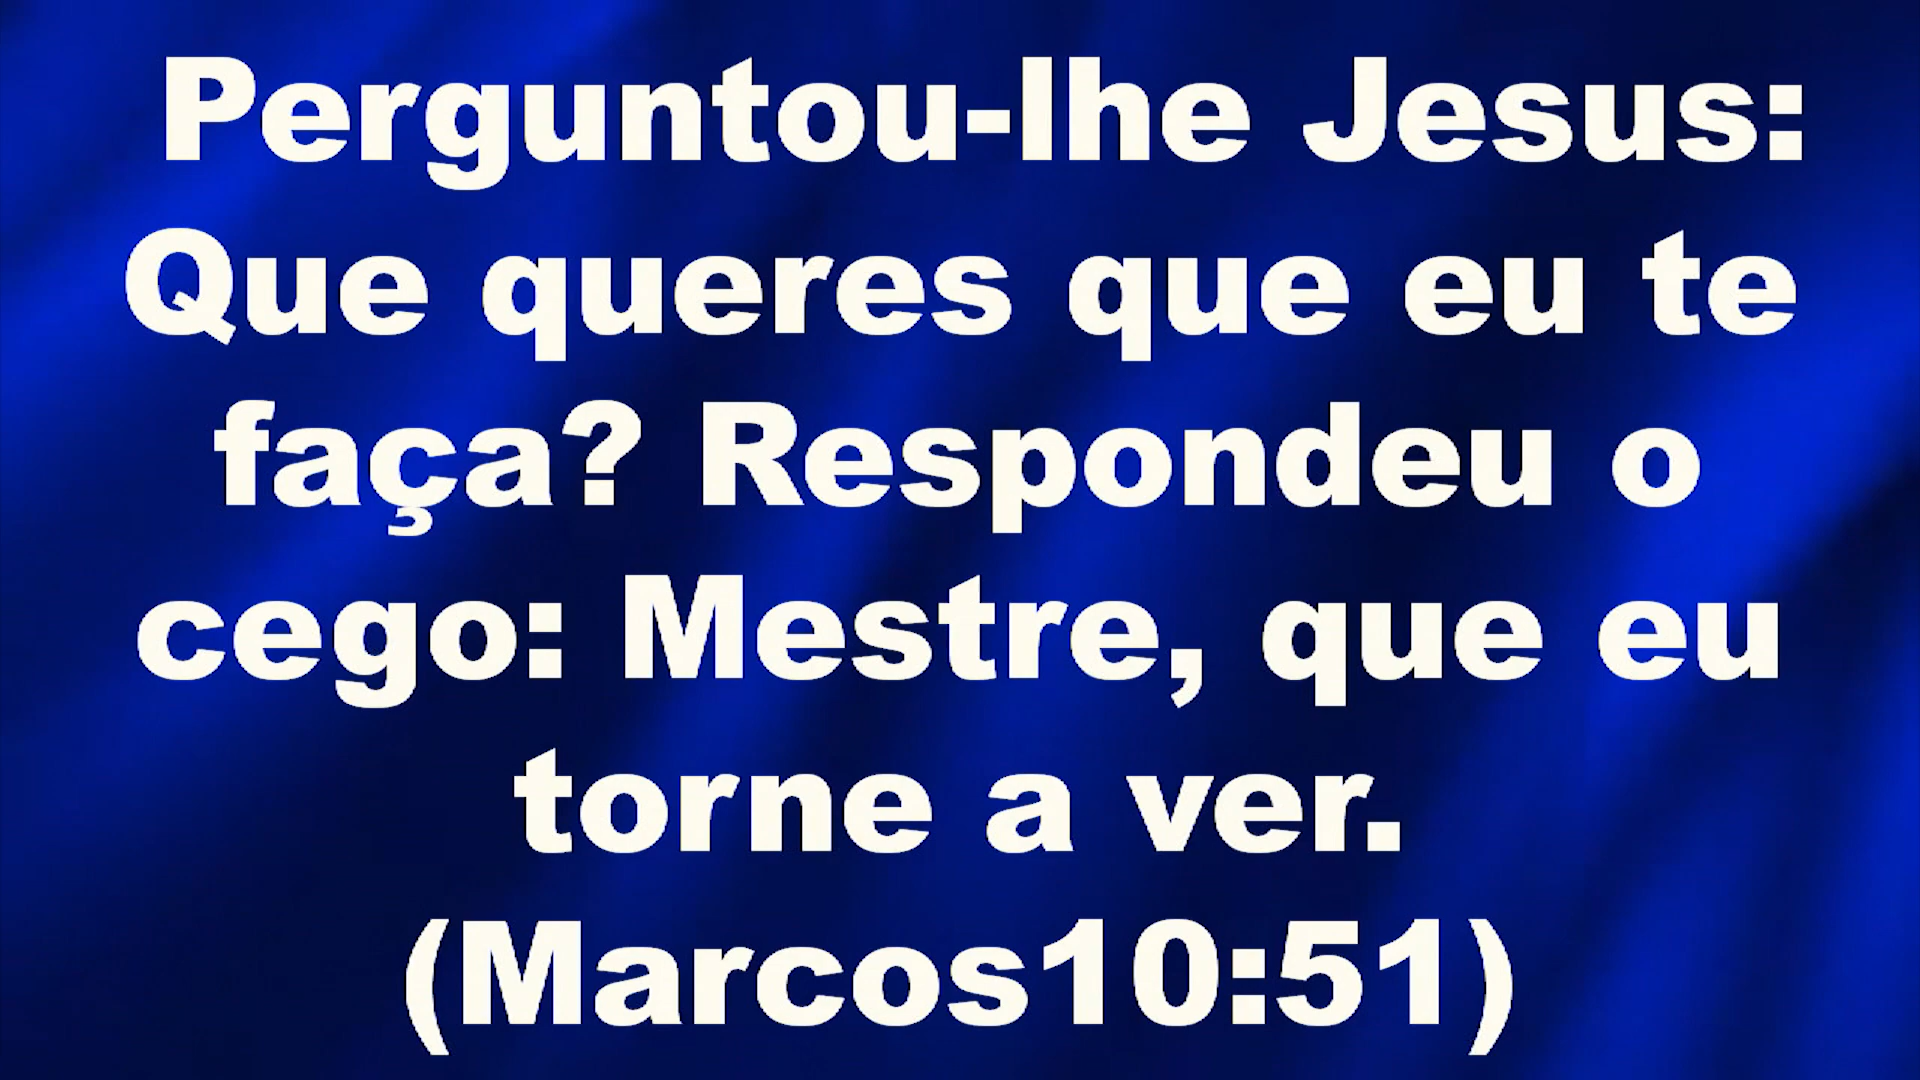 Perguntou-lhe Jesus:
Que queres que eu te
faça? Respondeu o
cego: Mestre, que eu
torne a ver.
(Marcos10:51)